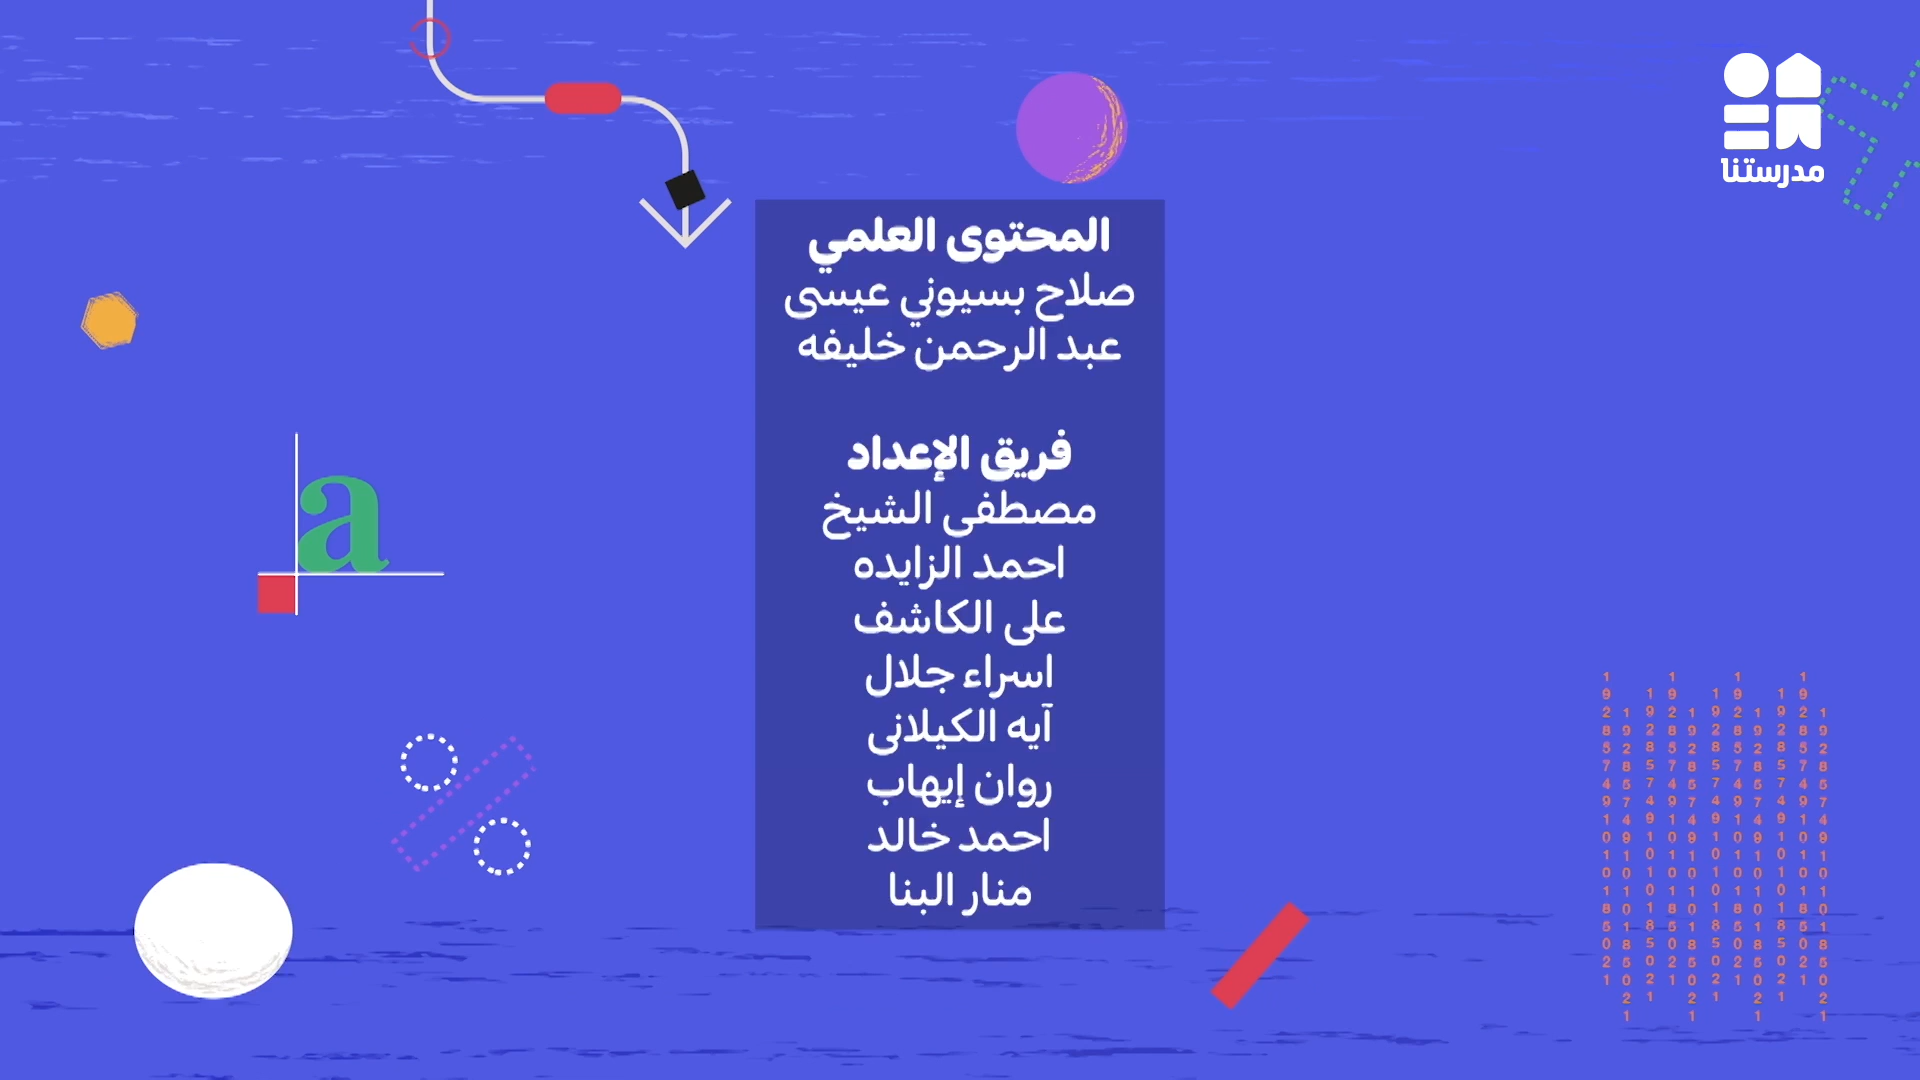 مدرستنا
المحتوى العلمي
صلاح بسيوني عيسى
عبد الرحمن خليفه
فريق الإعداد
مصطفى الشيخ
احمد الزايده
على الكاشف
اسراء جلال
آيه الكيلانى
روان إيهاب
احمد خالد
منار البنا
a